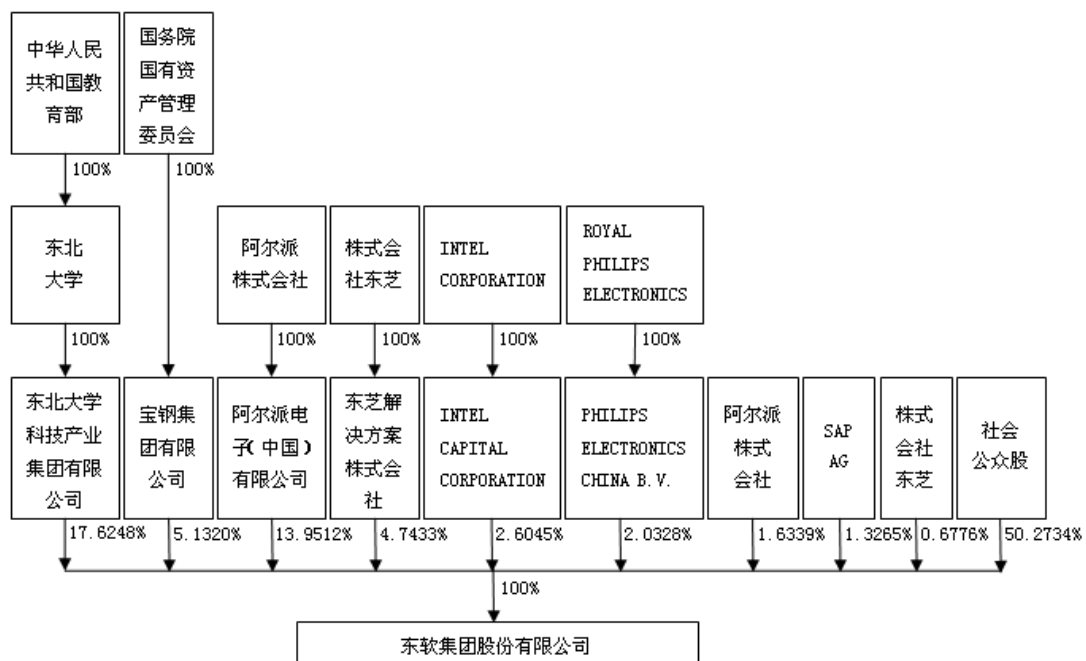 中华人民
共和国教
育部
国务院
国有资
产管理
委员会
100%
100%
东北
大学
阿尔派
株式会社
株式会
社东芝
INTEL
CORPORATION
ROYAL
PHILIPS
ELECTRONICS
100%
100%
100%
100%
100%
东北大学
科技产业
集团有限
公司
宝钢集
团有限
公司
阿尔派电
子(中国)
有限公司
东芝解
决方案
株式会
社
INTEL
CAPITAL
CORPORATION
PHILIPS
ELECTRONICS
CHINA B.V.
阿尔派
株式
会社
SAP
AG
株式
会社
东芝
社会
公众股
17.6248%
5.1320%
13.9512%
4.7433%
2.6045%
2.0328%
1.6339%
1.3265%
0.6776%
50.2734%
100%
东软集团股份有限公司